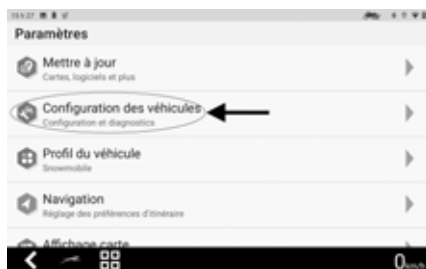 Paramètres
Mettre à jour
Cartes, logiciels et plus
Configuration des véhicules
Configuration et diagnostics
Profil du véhicule
Snowmobile
Navigation
Réglage des préférences d'itinéraire
Affichage carte
0